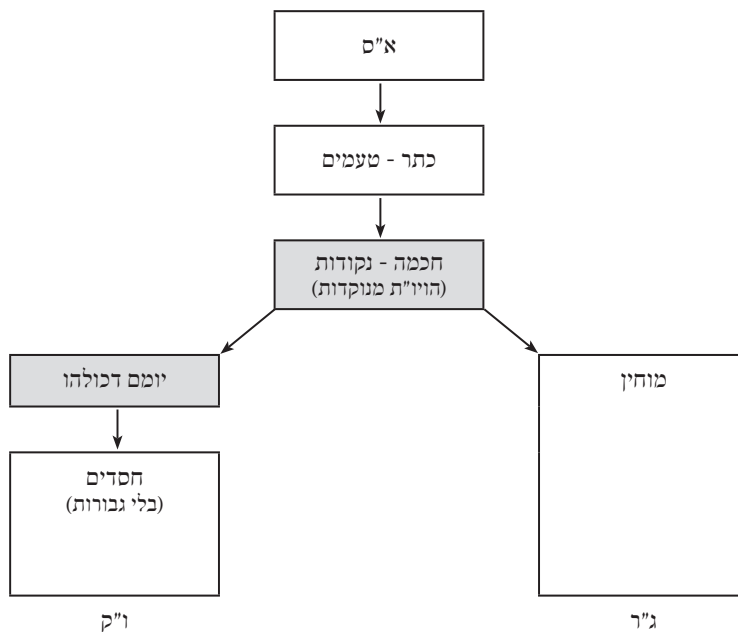 א"ס
כתר - טעמים
חכמה - נקודות
(הויו"ת מנוקדות)
מוחין
יומם דכולהו
חסדים
(בלי גבורות)
ג"ר
ו"ק